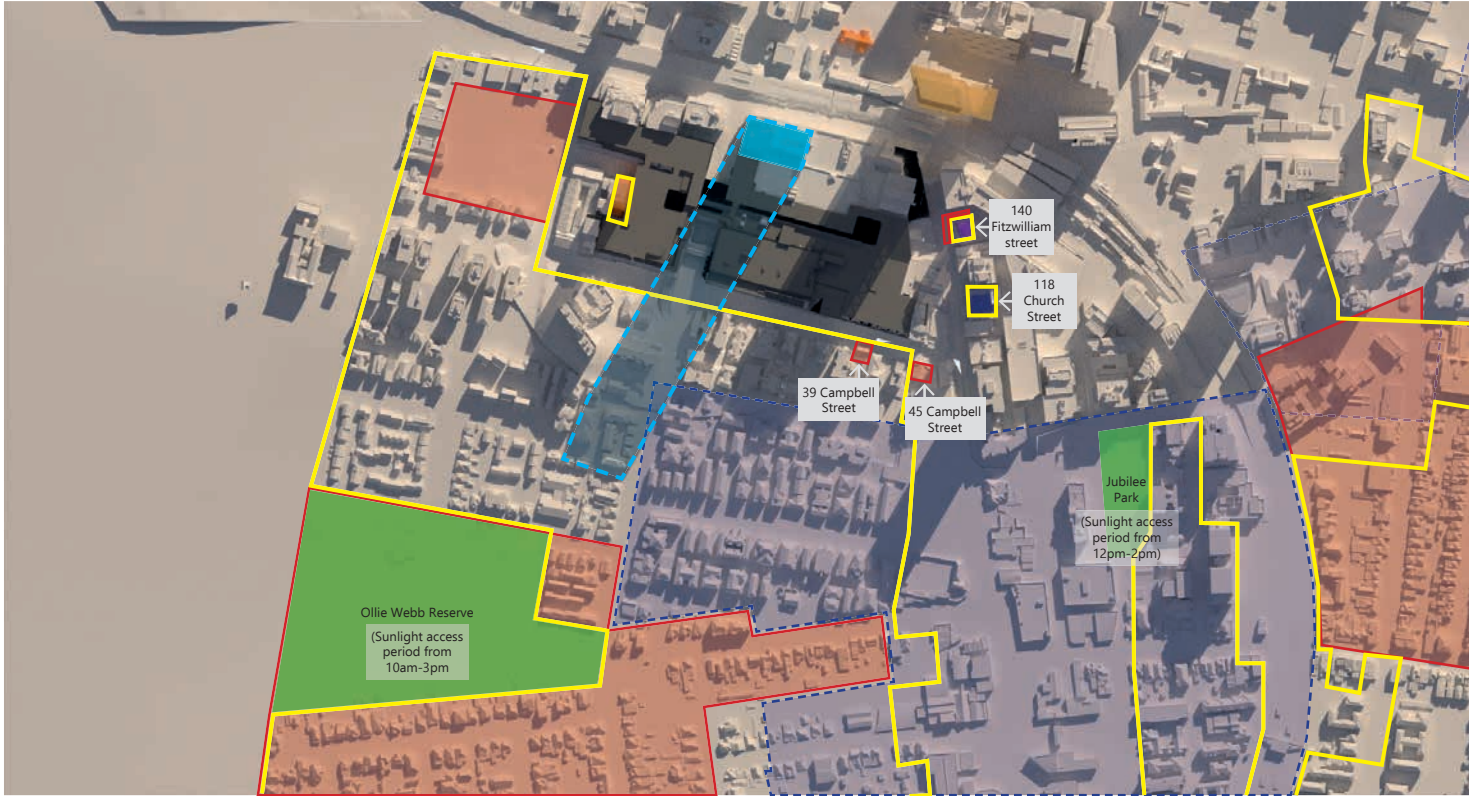 140
Fitzwilliam
street
118
Church
Street
39 Campbell
Street
45 Campbell
Street
Jubilee
Park
(Sunlight access
period from
12pm-2pm)
Ollie Webb Reserve
(Sunlight access
period from
10am-3pm